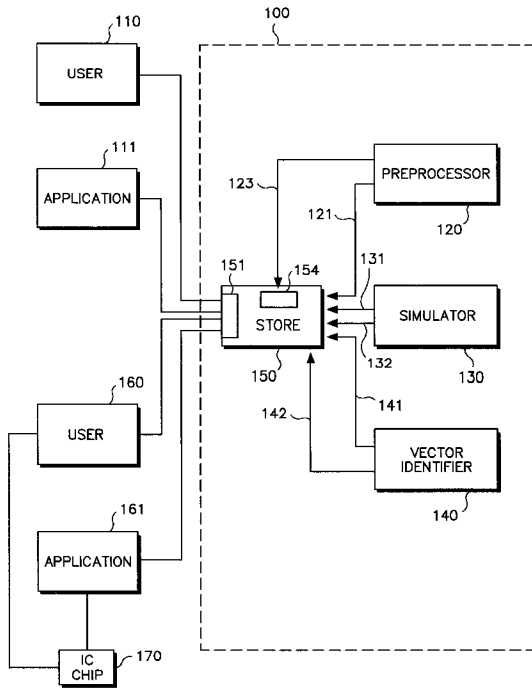 110
100
USER
111
APPLICATION
123
PREPROCESSOR
121
120
151
154
131
STORE
SIMULATOR
150
132
130
160
142
141
USER
VECTOR
IDENTIFIER
161
140
APPLICATION
IC
CHIP
170